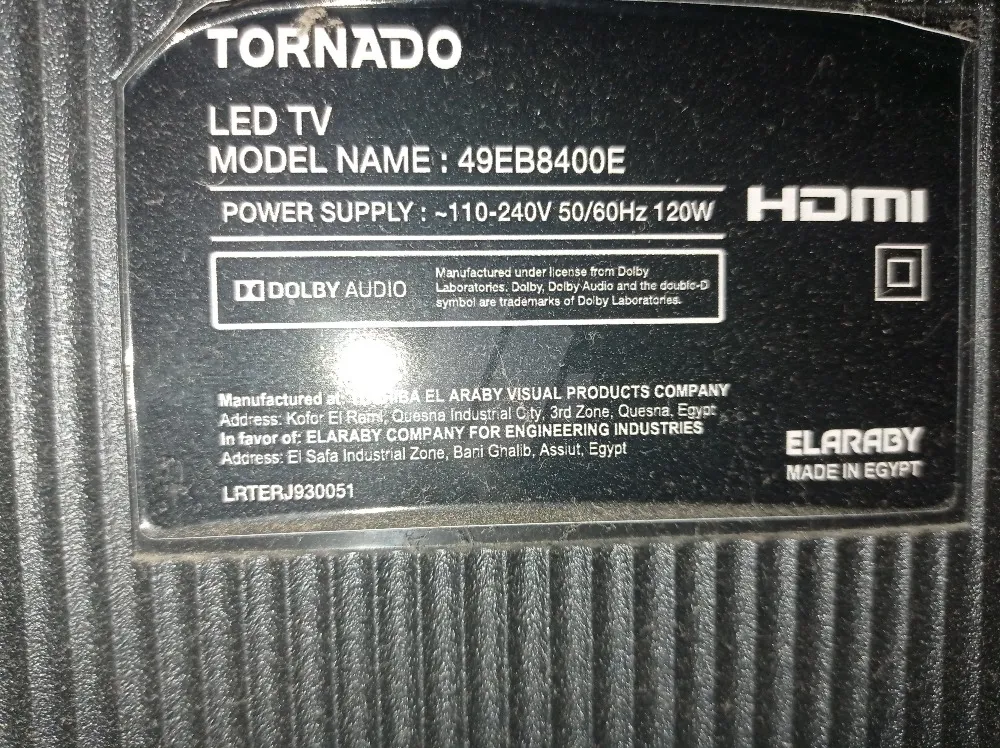 TORNADO
LED TV
MODEL NAME : 49EB8400E
POWER SUPPLY : ~110-240V 50/60Hz 120W
HDMI
DOLBY AUDIO
Manufactured under license from Dolby
Laboratories. Dolby, Dolby Audio and the double-D
symbol are trademarks of Dolby Laboratories.
Manufactured at: EL ARABY VISUAL PRODUCTS COMPANY
Address: Kofor El Raml, Quesna Industrial City, 3rd Zone, Quesna, Egypt
In favor of: ELARABY COMPANY FOR ENGINEERING INDUSTRIES
Address: El Safa Industrial Zone, Bani Ghalib, Assiut, Egypt
ELARABY
MADE IN EGYPT
LRTERJ930051